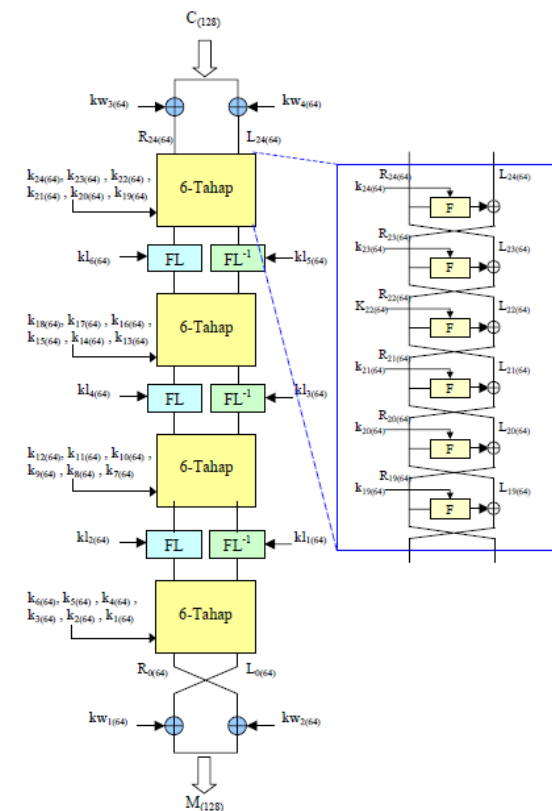 C(128)
kw3(64)
kw4(64)
R24(64)
L24(64)
k24(64), k23(64), k22(64) ,
k21(64), k20(64) , k19(64)
6-Tahap
kl6(64)
FL
FL-1
kl5(64)
k18(64), k17(64), k16(64) ,
k15(64) , k14(64) , k13(64)
6-Tahap
kl4(64)
FL
FL-1
kl3(64)
k12(64), k11(64) , k10(64) ,
k9(64) , k8(64) , k7(64)
6-Tahap
kl2(64)
FL
FL-1
kl1(64)
k6(64), k5(64) , k4(64) ,
k3(64) , k2(64) , k1(64)
6-Tahap
R0(64)
L0(64)
kw1(64)
kw2(64)
M(128)
R24(64)
L24(64)
k24(64)
F
R23(64)
L23(64)
k23(64)
F
R22(64)
L22(64)
K22(64)
F
R21(64)
L21(64)
k21(64)
F
R20(64)
L20(64)
k20(64)
F
R19(64)
L19(64)
k19(64)
F